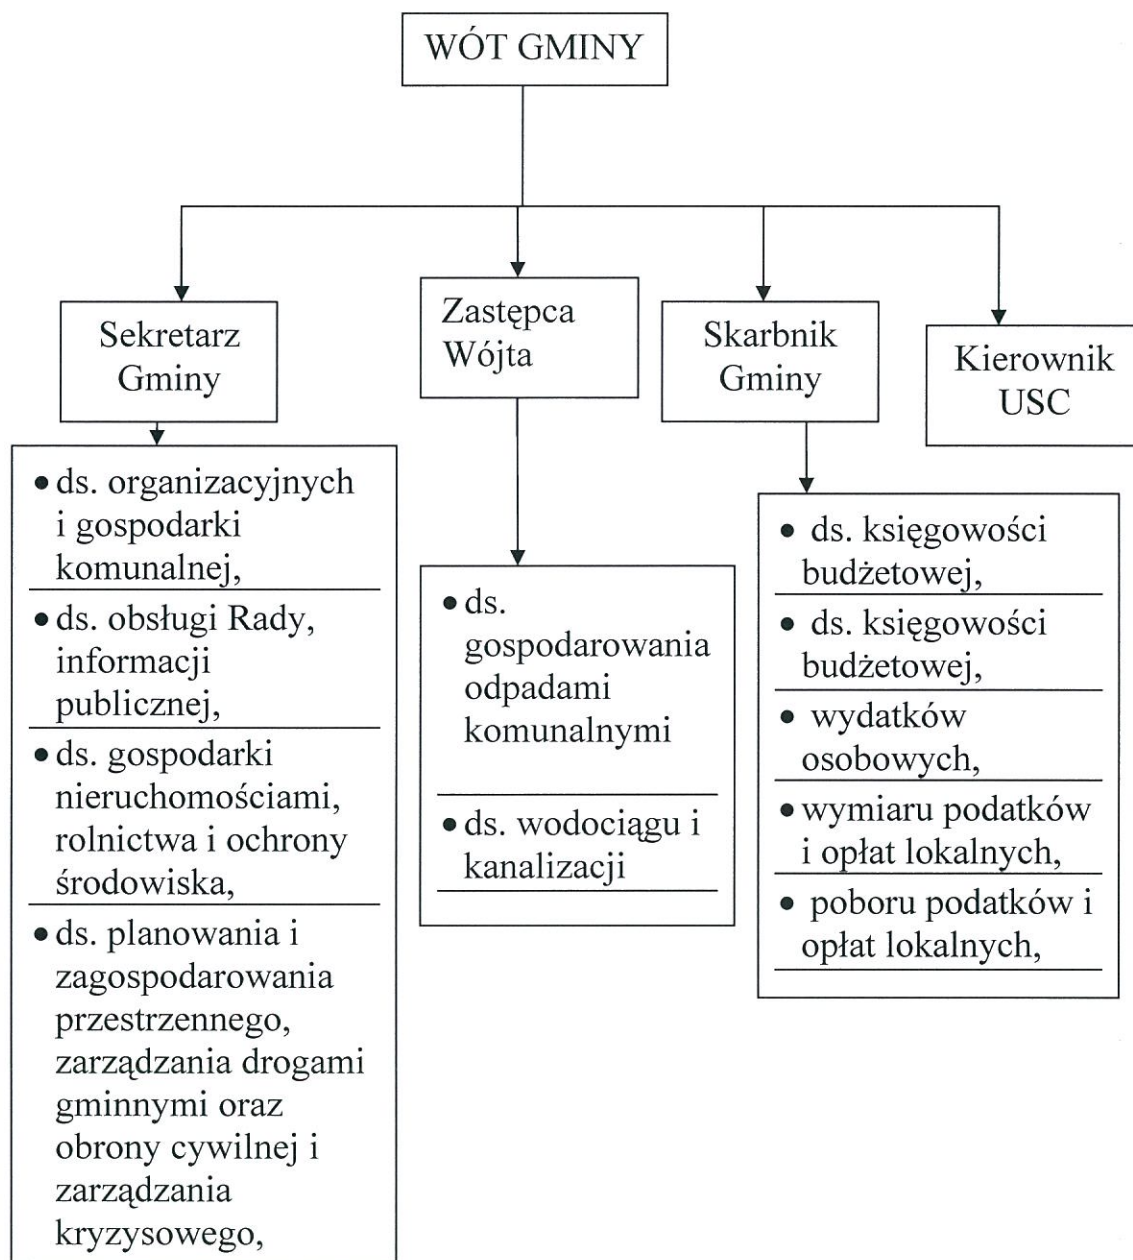 WÓT GMINY
Sekretarz
Gminy
Zastępca
Wójta
Skarbnik
Gminy
Kierownik
USC
• ds. organizacyjnych
i gospodarki
komunalnej,
• ds. obsługi Rady,
informacji
publicznej,
• ds. gospodarki
nieruchomościami,
rolnictwa i ochrony
środowiska,
• ds. planowania i
zagospodarowania
przestrzennego,
zarządzania drogami
gminnymi oraz
obrony cywilnej i
zarządzania
kryzysowego,
• ds.
gospodarowania
odpadami
komunalnymi
• ds. wodociągu i
kanalizacji
• ds. księgowości
budżetowej,
• ds. księgowości
budżetowej,
• wydatków
osobowych,
• wymiaru podatków
i opłat lokalnych,
• poboru podatków i
opłat lokalnych,